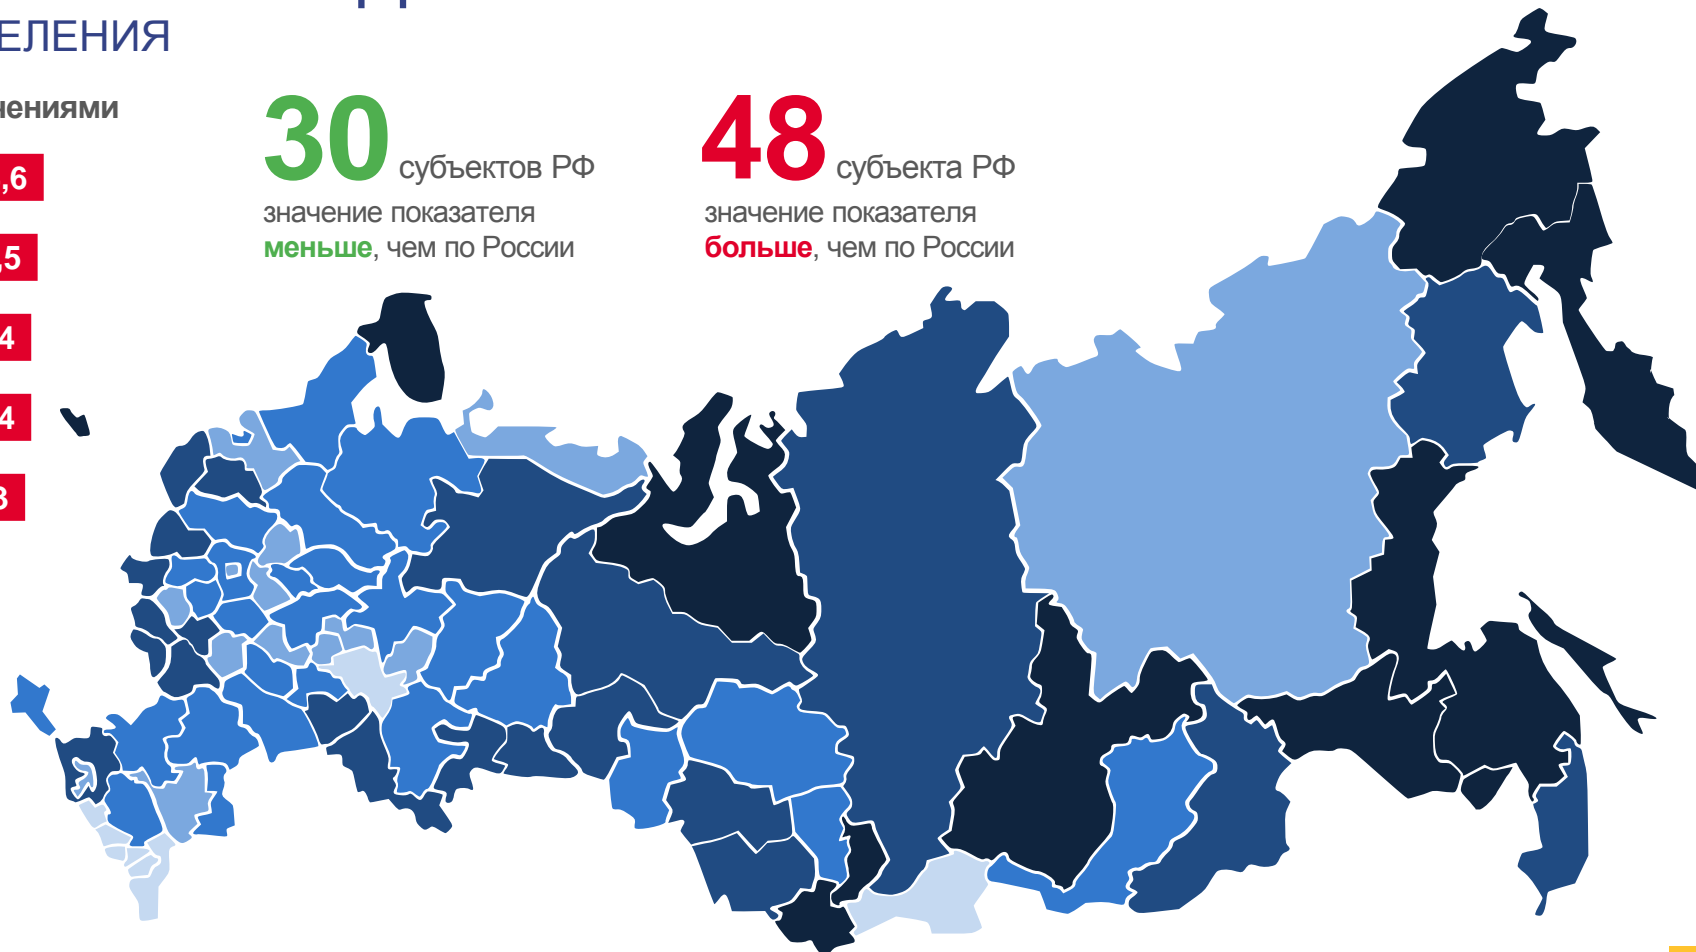 ЕЛЕНИЯ
чениями
,6
,5
4
4
3
30 субъектов РФ
значение показателя
меньше, чем по России
48 субъекта РФ
значение показателя
больше, чем по России